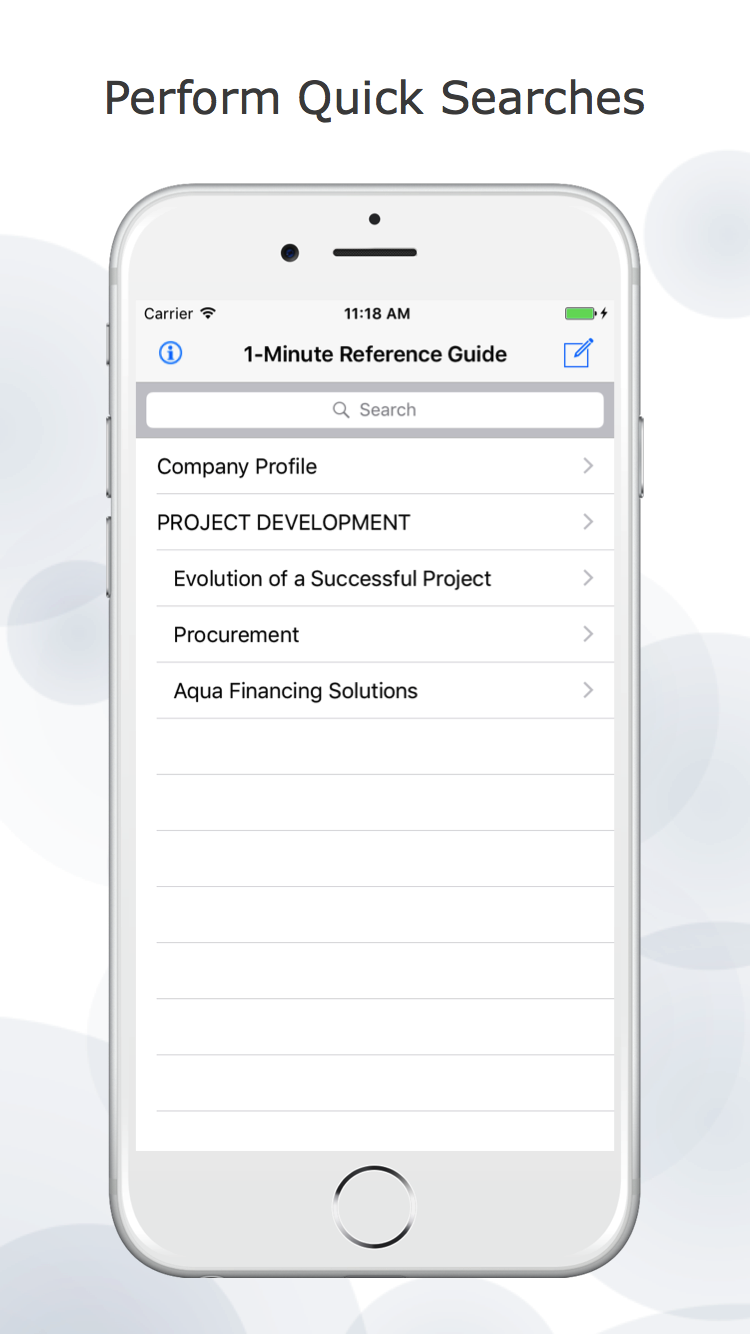 Perform Quick Searches
Carrier 11:18 AM
1-Minute Reference Guide
Search
Company Profile
PROJECT DEVELOPMENT
Evolution of a Successful Project
Procurement
Aqua Financing Solutions